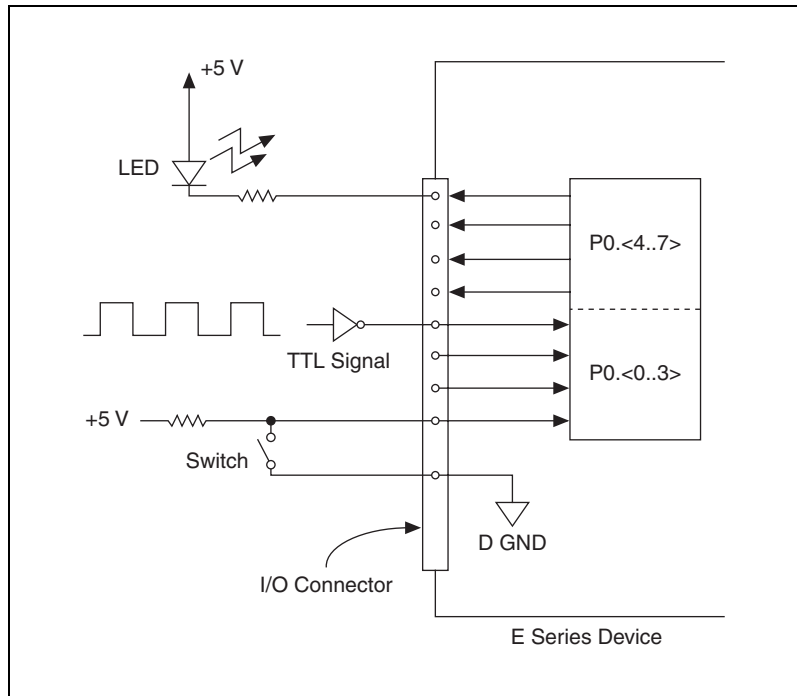 +5 V
LED
P0.<4..7>
TTL Signal
P0.<0..3>
+5 V
Switch
D GND
I/O Connector
E Series Device